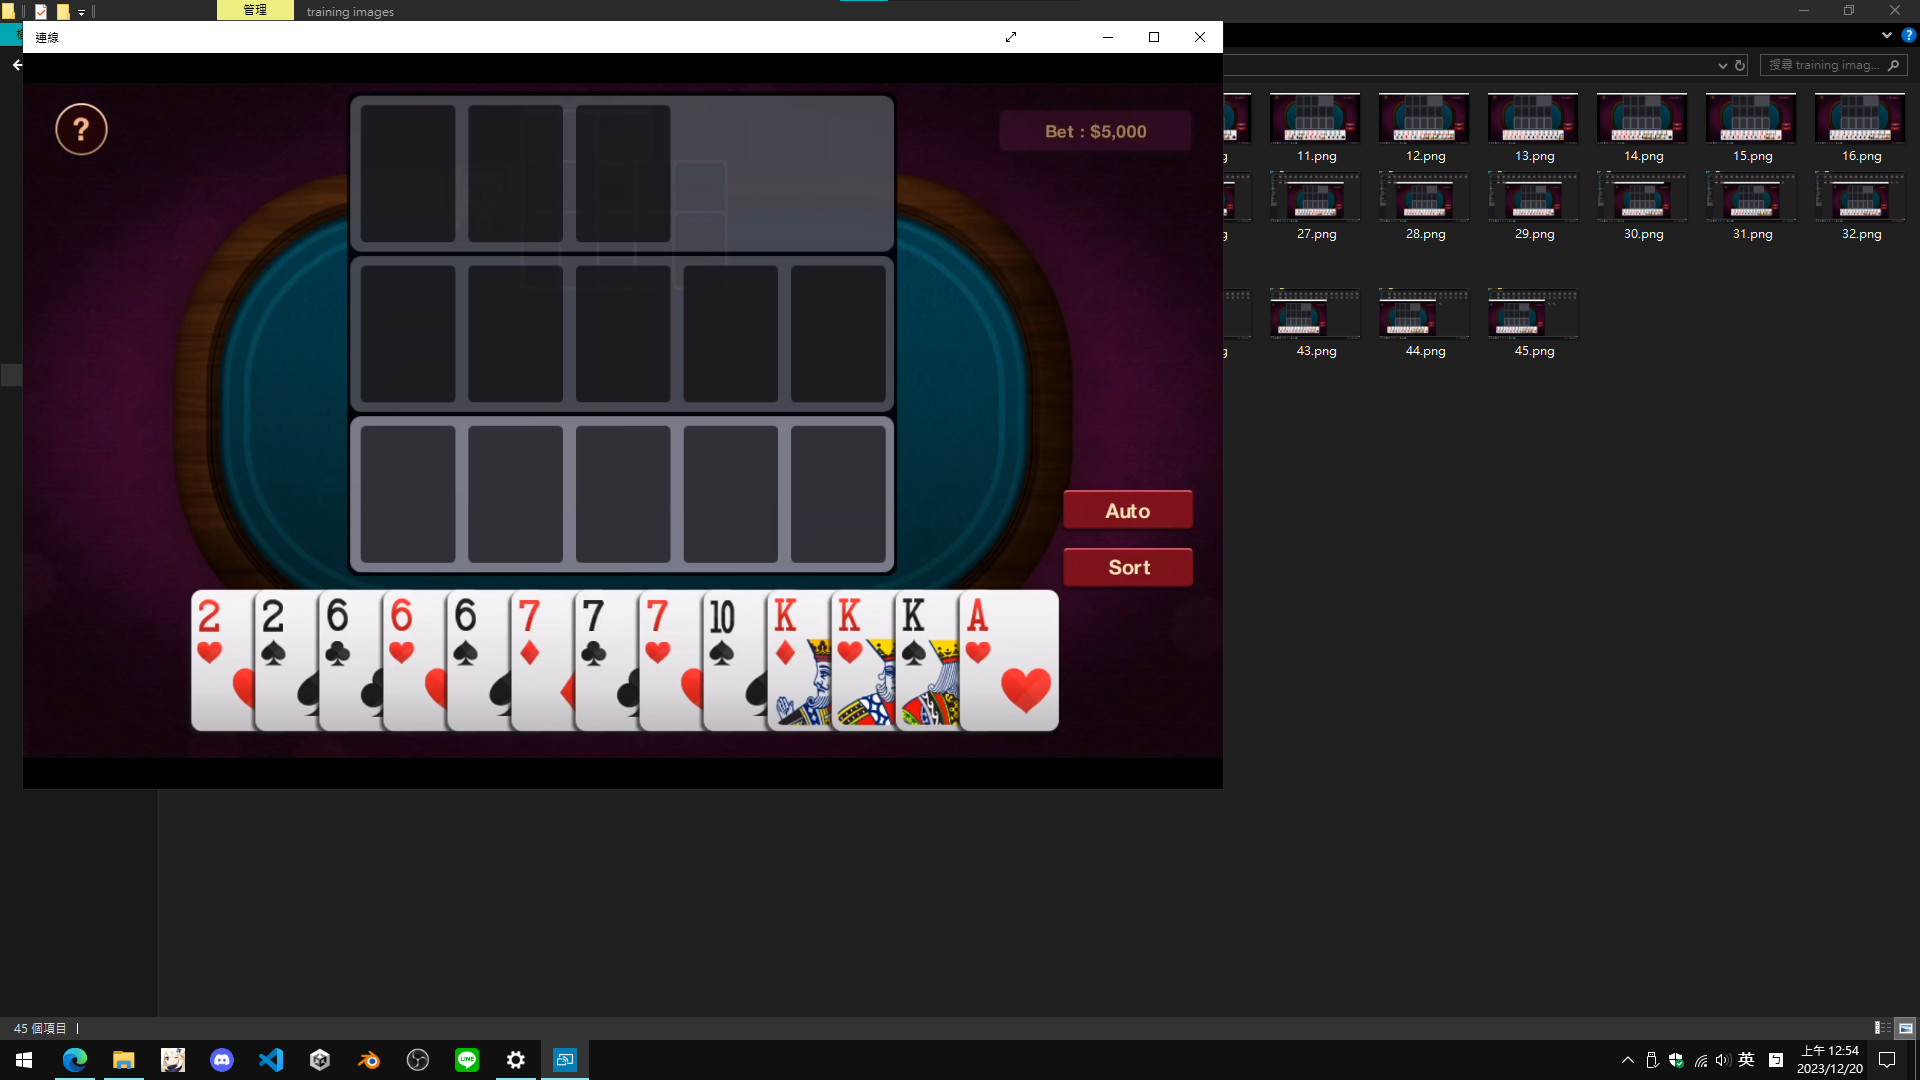 管理
training images
連線
搜尋 training imag...
?
Bet : $5,000
Auto
Sort
2
2
6
6
6
7
7
7
10
K
K
K
A
11.png
12.png
13.png
14.png
15.png
16.png
27.png
28.png
29.png
30.png
31.png
32.png
43.png
44.png
45.png
45 個項目
LINE
英
上午 12:54
2023/12/20